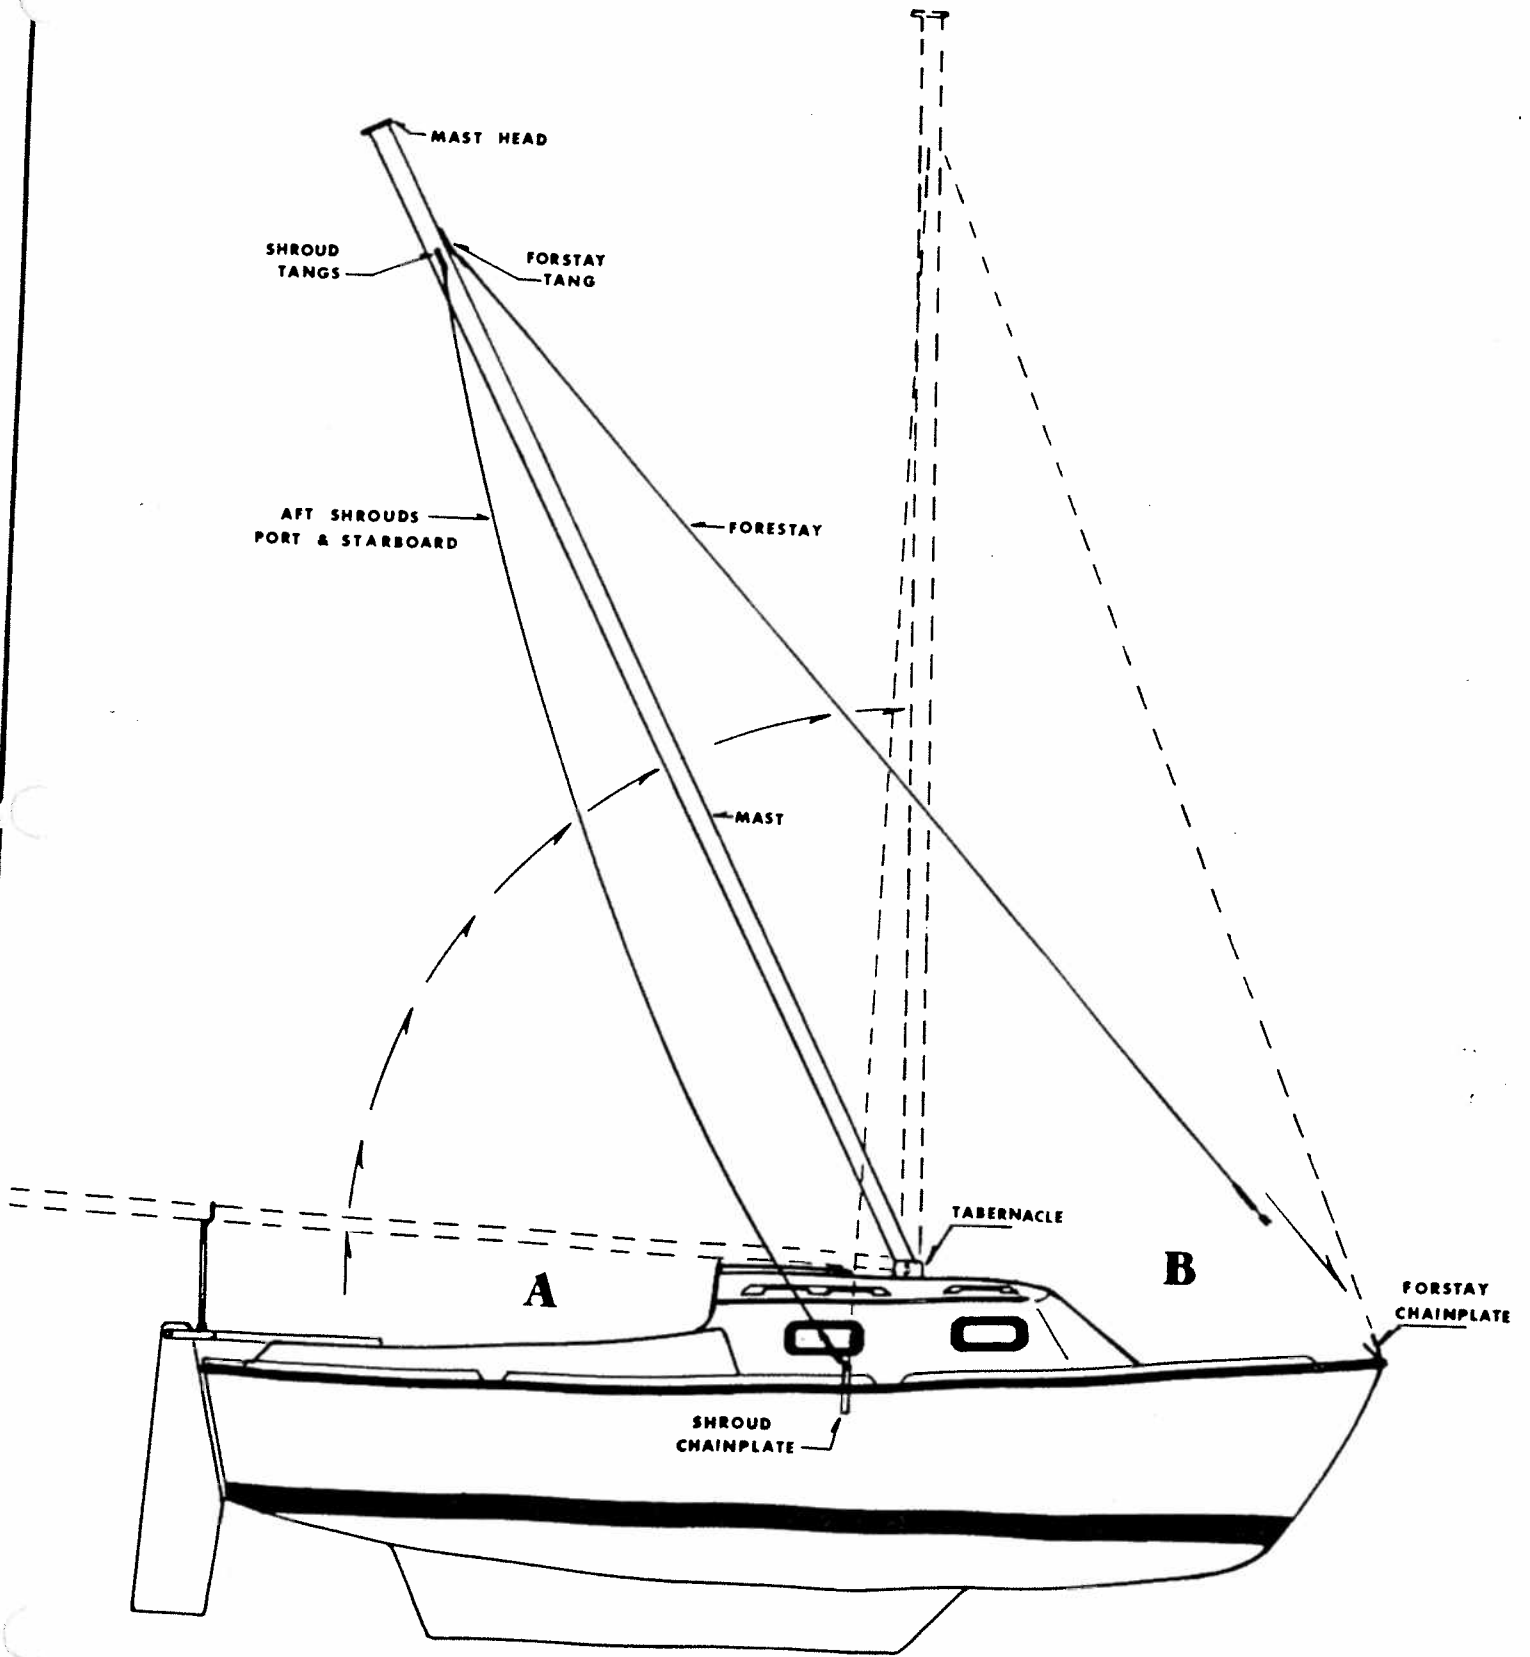 MAST HEAD
SHROUD
TANGS
FORSTAY
TANG
AFT SHROUDS
PORT & STARBOARD
FORESTAY
MAST
TABERNACLE
A
B
FORSTAY
CHAINPLATE
SHROUD
CHAINPLATE